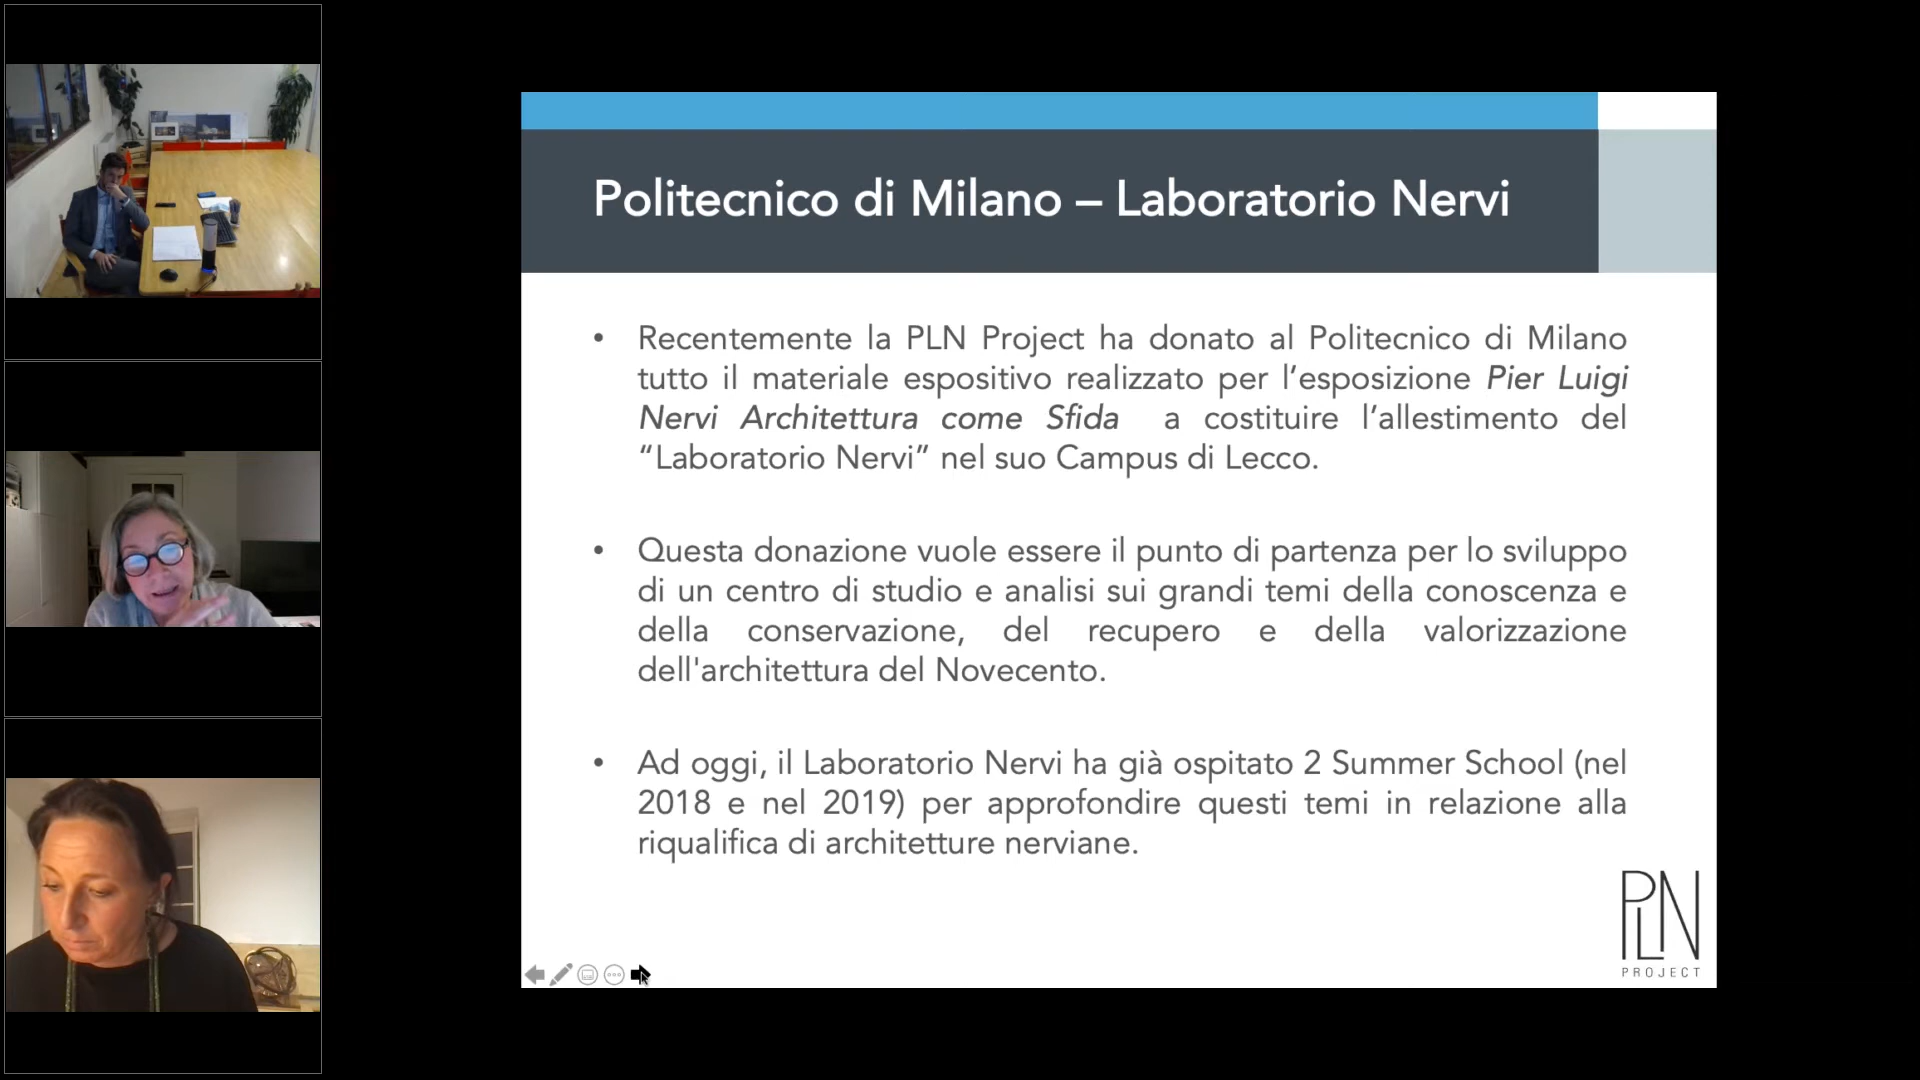 Politecnico di Milano – Laboratorio Nervi
• Recentemente la PLN Project ha donato al Politecnico di Milano
tutto il materiale espositivo realizzato per l’esposizione Pier Luigi
Nervi Architettura come Sfida a costituire l’allestimento del
“Laboratorio Nervi” nel suo Campus di Lecco.
• Questa donazione vuole essere il punto di partenza per lo sviluppo
di un centro di studio e analisi sui grandi temi della conoscenza e
della conservazione, del recupero e della valorizzazione
dell'architettura del Novecento.
• Ad oggi, il Laboratorio Nervi ha già ospitato 2 Summer School (nel
2018 e nel 2019) per approfondire questi temi in relazione alla
riqualifica di architetture nerviane.
PLN
PROJECT